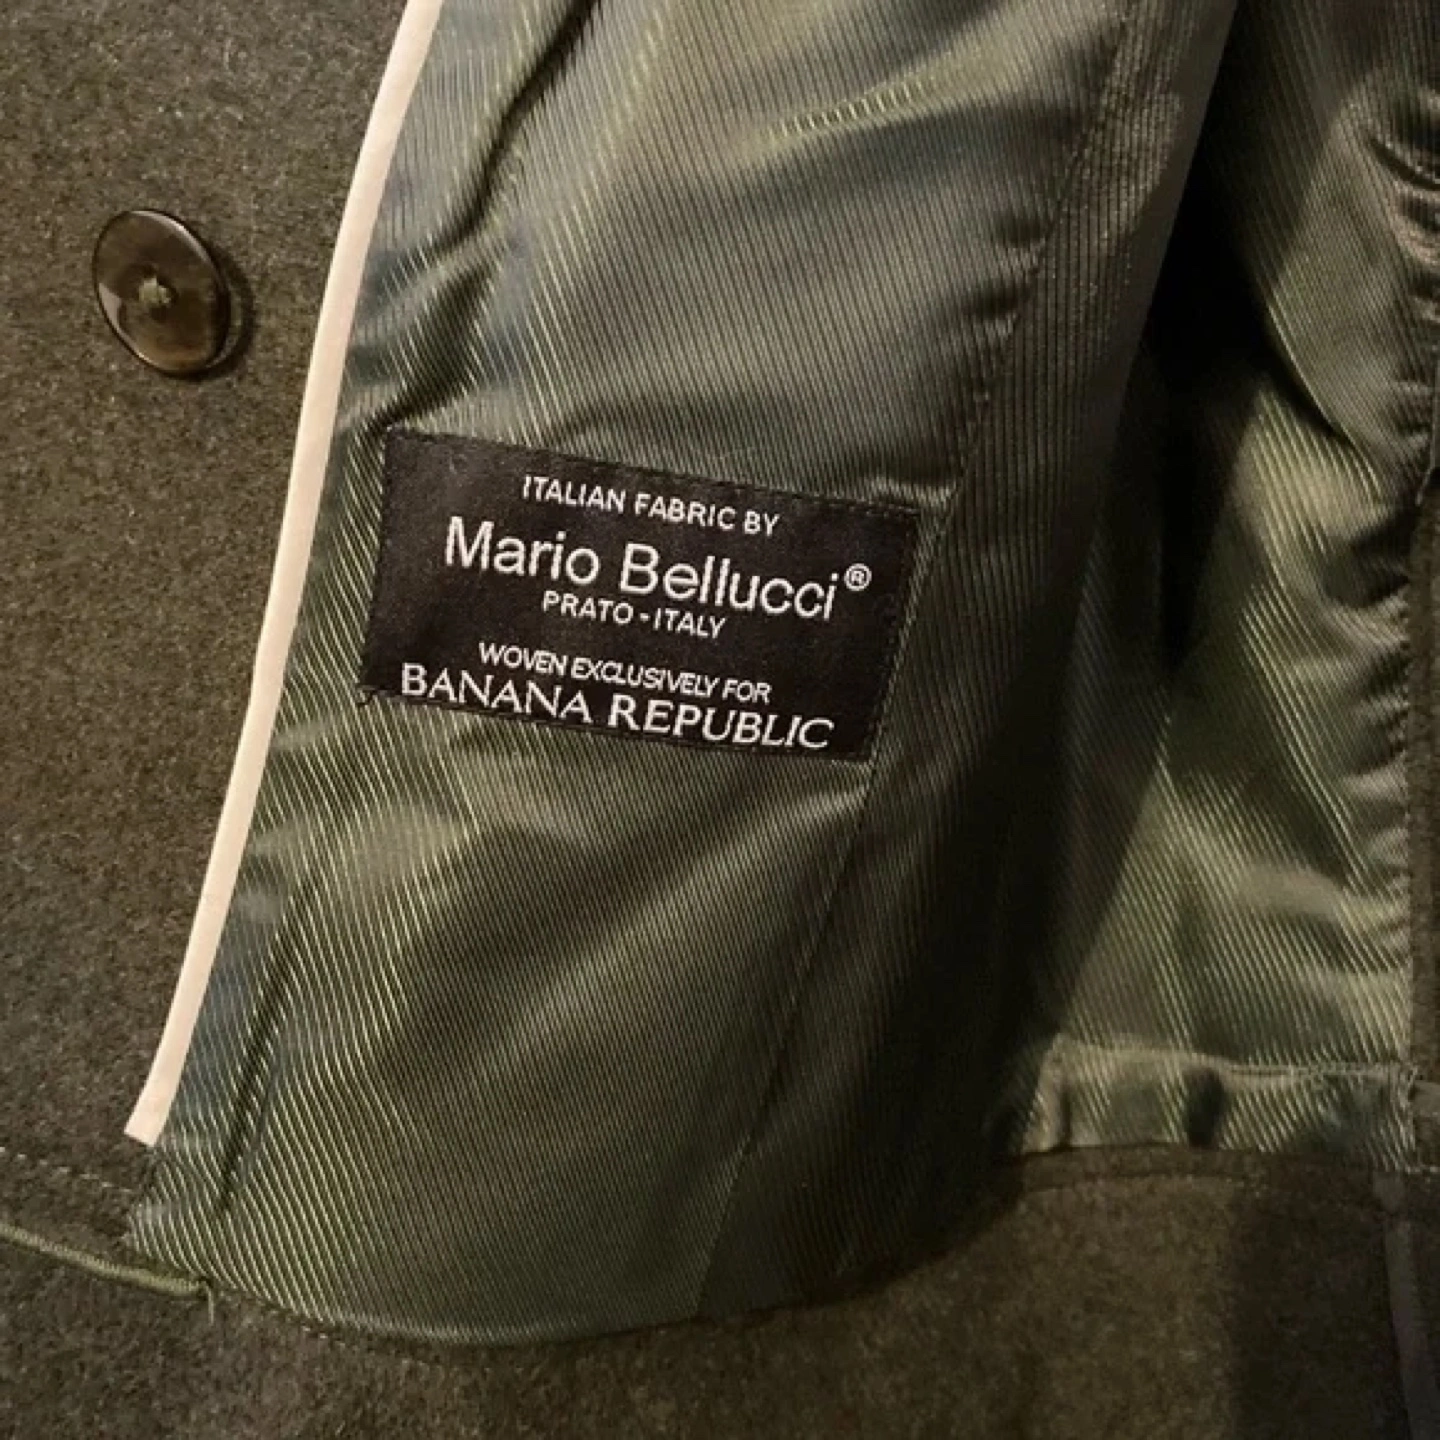 ITALIAN FABRIC BY
Mario Bellucci®
PRATO - ITALY
WOVEN EXCLUSIVELY FOR
BANANA REPUBLIC